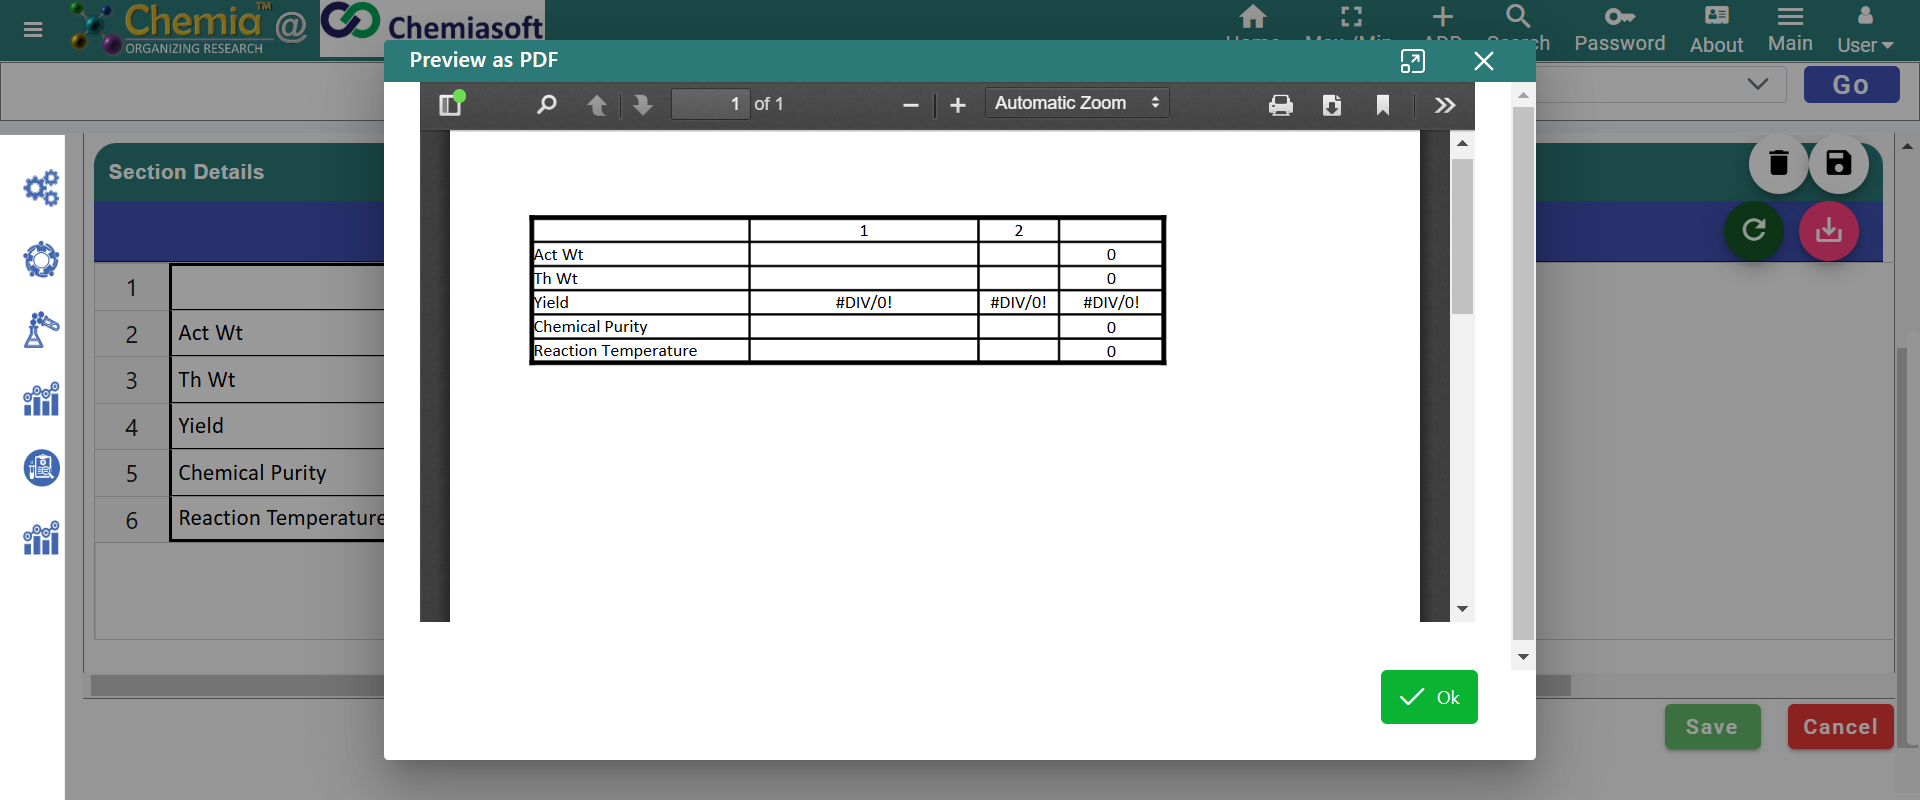 Chemia™ @ Chemiasoft
ORGANIZING RESEARCH
Password About Main User
Go
Preview as PDF
1 of 1 Automatic Zoom
Section Details
1 2
Act Wt 0
Th Wt 0
Yield #DIV/0! #DIV/0! #DIV/0!
Chemical Purity 0
Reaction Temperature 0
1
2 Act Wt
3 Th Wt
4 Yield
5 Chemical Purity
6 Reaction Temperature
Ok
Save Cancel